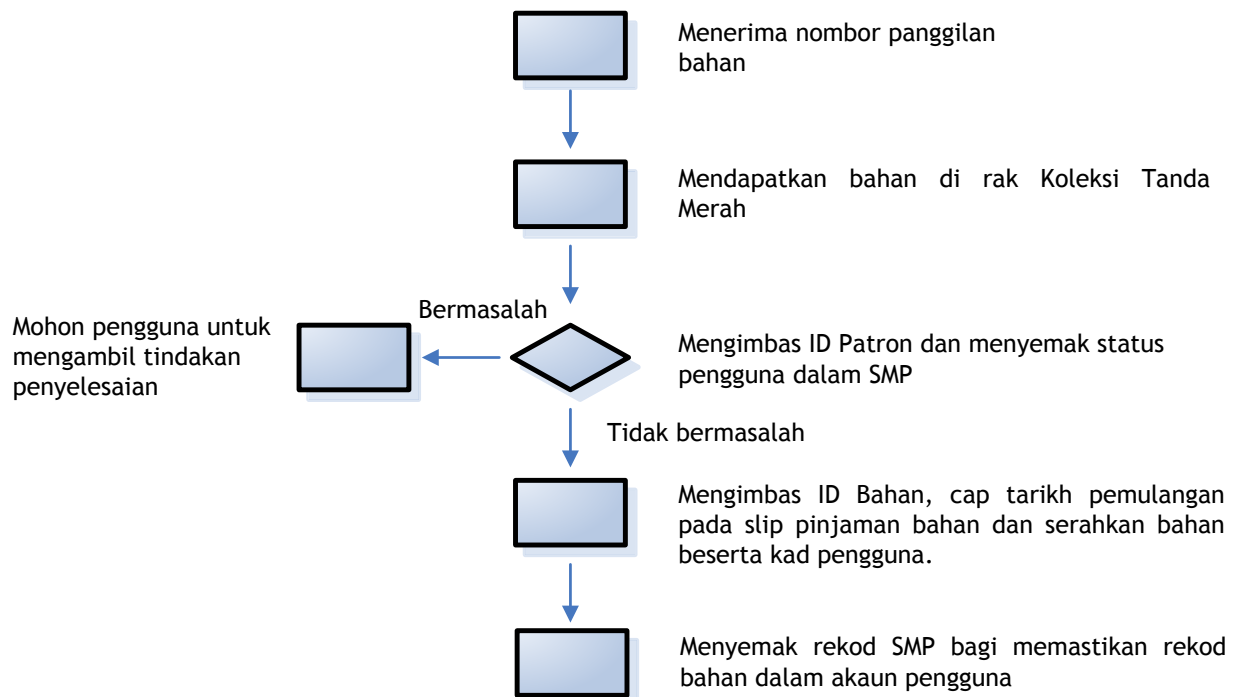 Menerima nombor panggilan
bahan
Mendapatkan bahan di rak Koleksi Tanda
Merah
Bermasalah
Mohon pengguna untuk
mengambil tindakan
penyelesaian
Mengimbas ID Patron dan menyemak status
pengguna dalam SMP
Tidak bermasalah
Mengimbas ID Bahan, cap tarikh pemulangan
pada slip pinjaman bahan dan serahkan bahan
beserta kad pengguna.
Menyemak rekod SMP bagi memastikan rekod
bahan dalam akaun pengguna